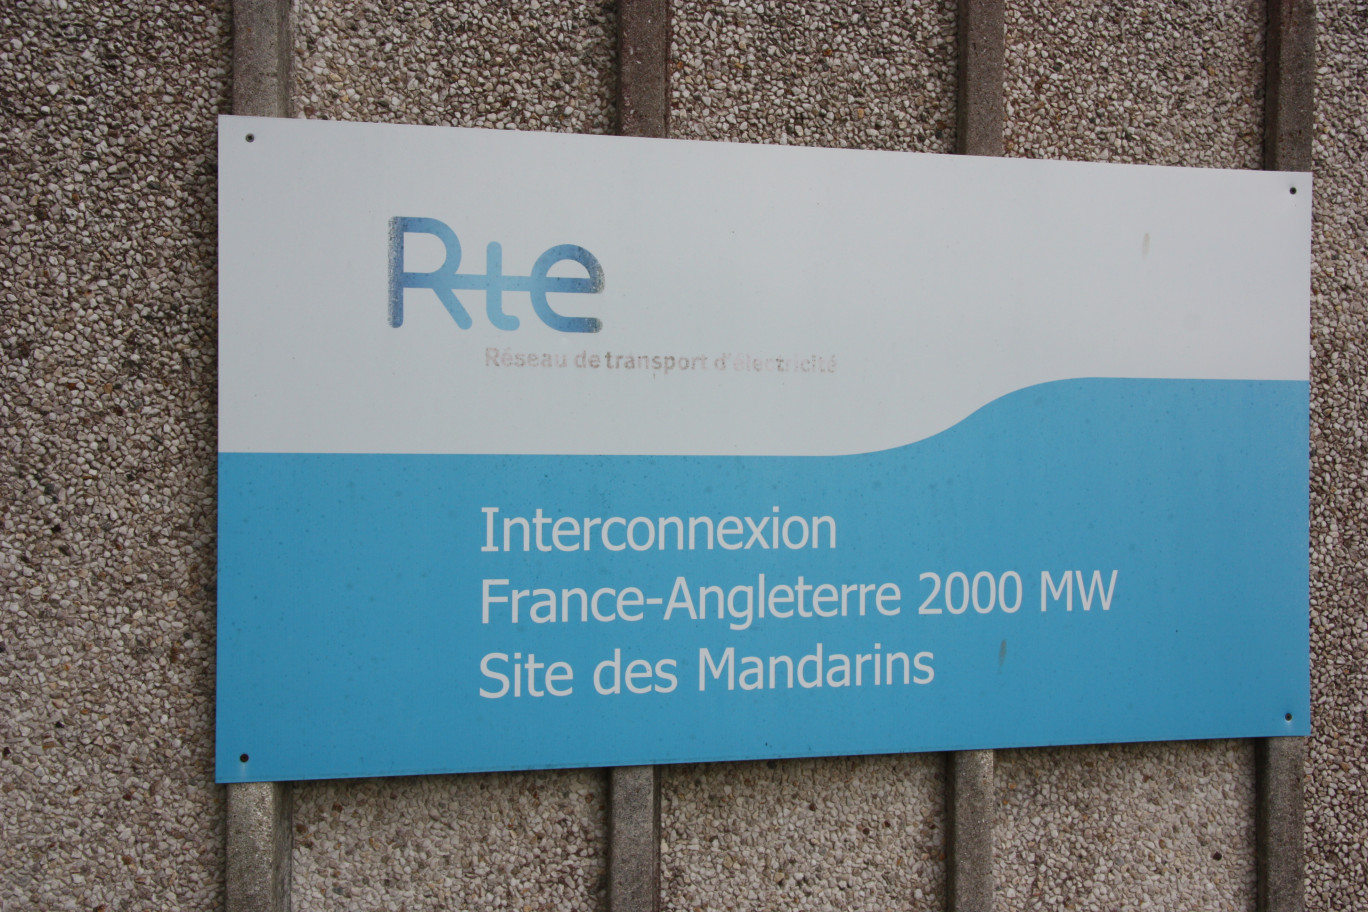 Rte
Réseau de transport d'électricité
Interconnexion
France-Angleterre 2000 MW
Site des Mandarins